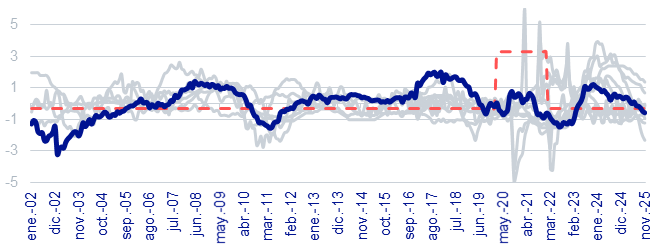 5
3
1
-1
-3
-5
ene.-02
dic.-02
nov.-03
oct.-04
sep.-05
ago.-06
jul.-07
jun.-08
may.-09
abr.-10
mar.-11
feb.-12
ene.-13
dic.-13
nov.-14
oct.-15
sep.-16
ago.-17
jul.-18
jun.-19
may.-20
abr.-21
mar.-22
feb.-23
ene.-24
dic.-24
nov.-25